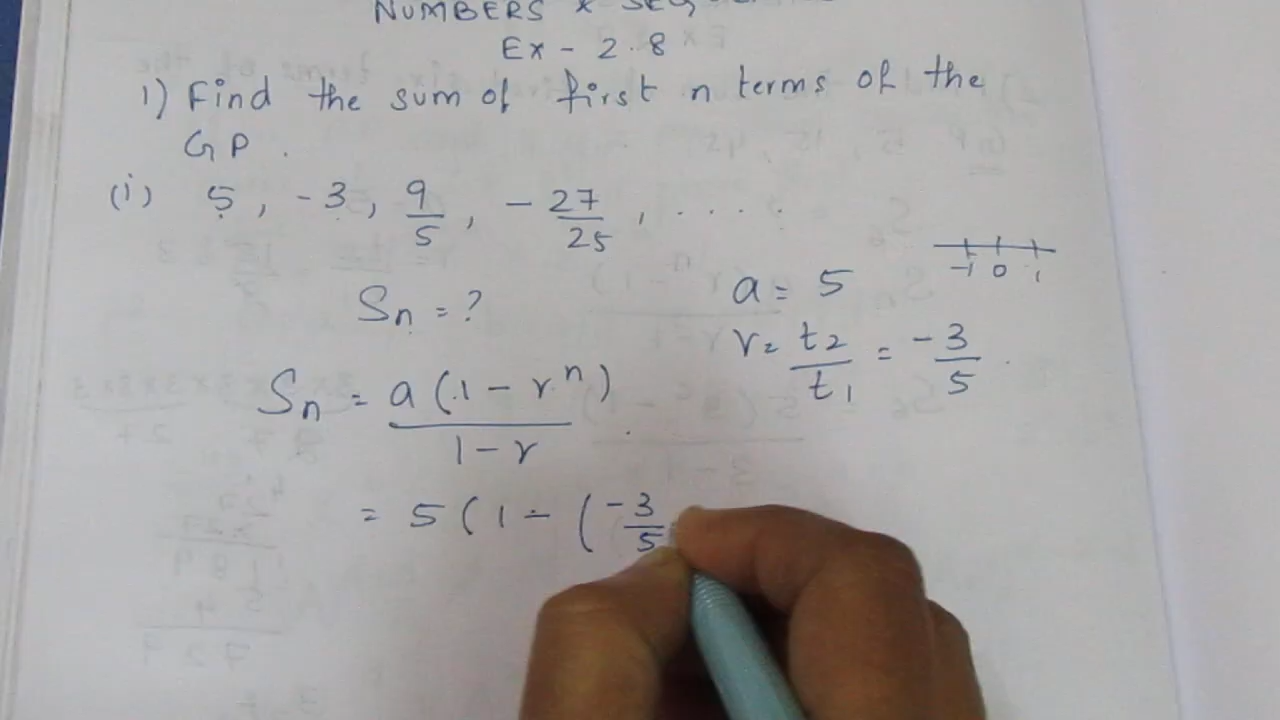 NUMBERS &
Ex - 2.8
1) Find the sum of first n terms of the
GP.
(i) 5, -3, 9/5, -27/25, ....
-1 0 1
a = 5
Sn = ?
r = t2/t1 = -3/5.
Sn = a(1 - r^n)/1 - r
= 5(1 - (-3/5